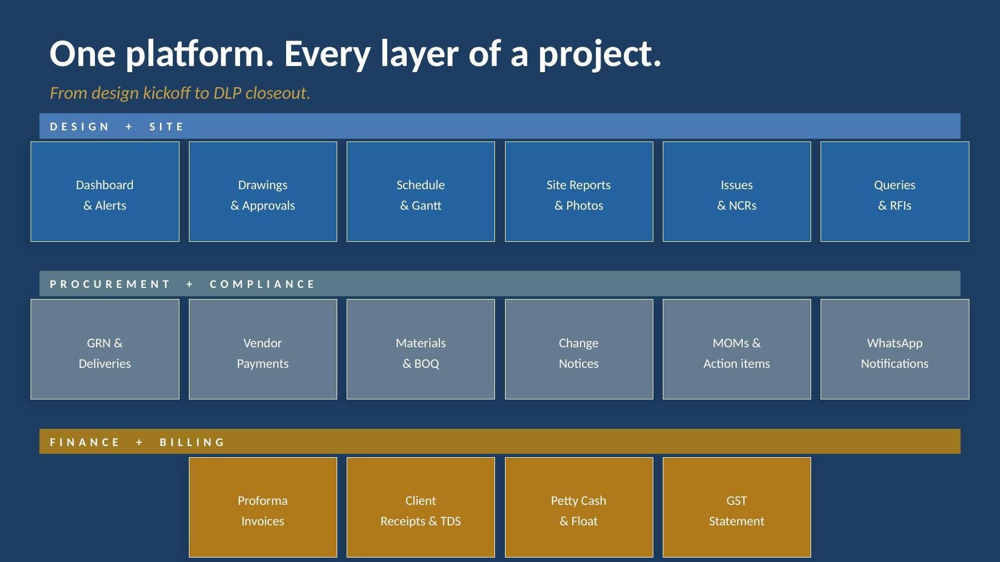 One platform. Every layer of a project.
From design kickoff to DLP closeout.
DESIGN + SITE
Dashboard
& Alerts
Drawings
& Approvals
Schedule
& Gantt
Site Reports
& Photos
Issues
& NCRs
Queries
& RFIs
PROCUREMENT + COMPLIANCE
GRN &
Deliveries
Vendor
Payments
Materials
& BOQ
Change
Notices
MOMs &
Action items
WhatsApp
Notifications
FINANCE + BILLING
Proforma
Invoices
Client
Receipts & TDS
Petty Cash
& Float
GST
Statement